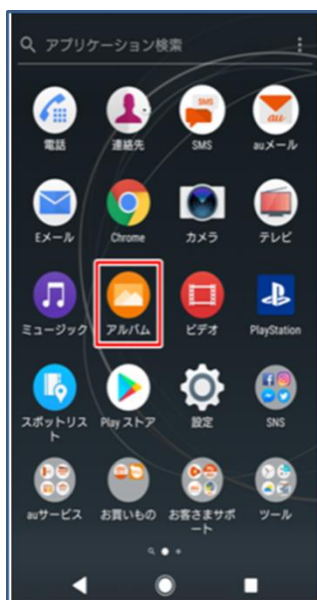 アプリケーション検索
電話
連絡先
SMS
SMS
au
auメール
Eメール
Chrome
カメラ
テレビ
ミュージック
アルバム
ビデオ
PlayStation
スポットリス
ト
Play ストア
設定
SNS
auサービス
お買いもの
お客さまサポ
ート
ツール